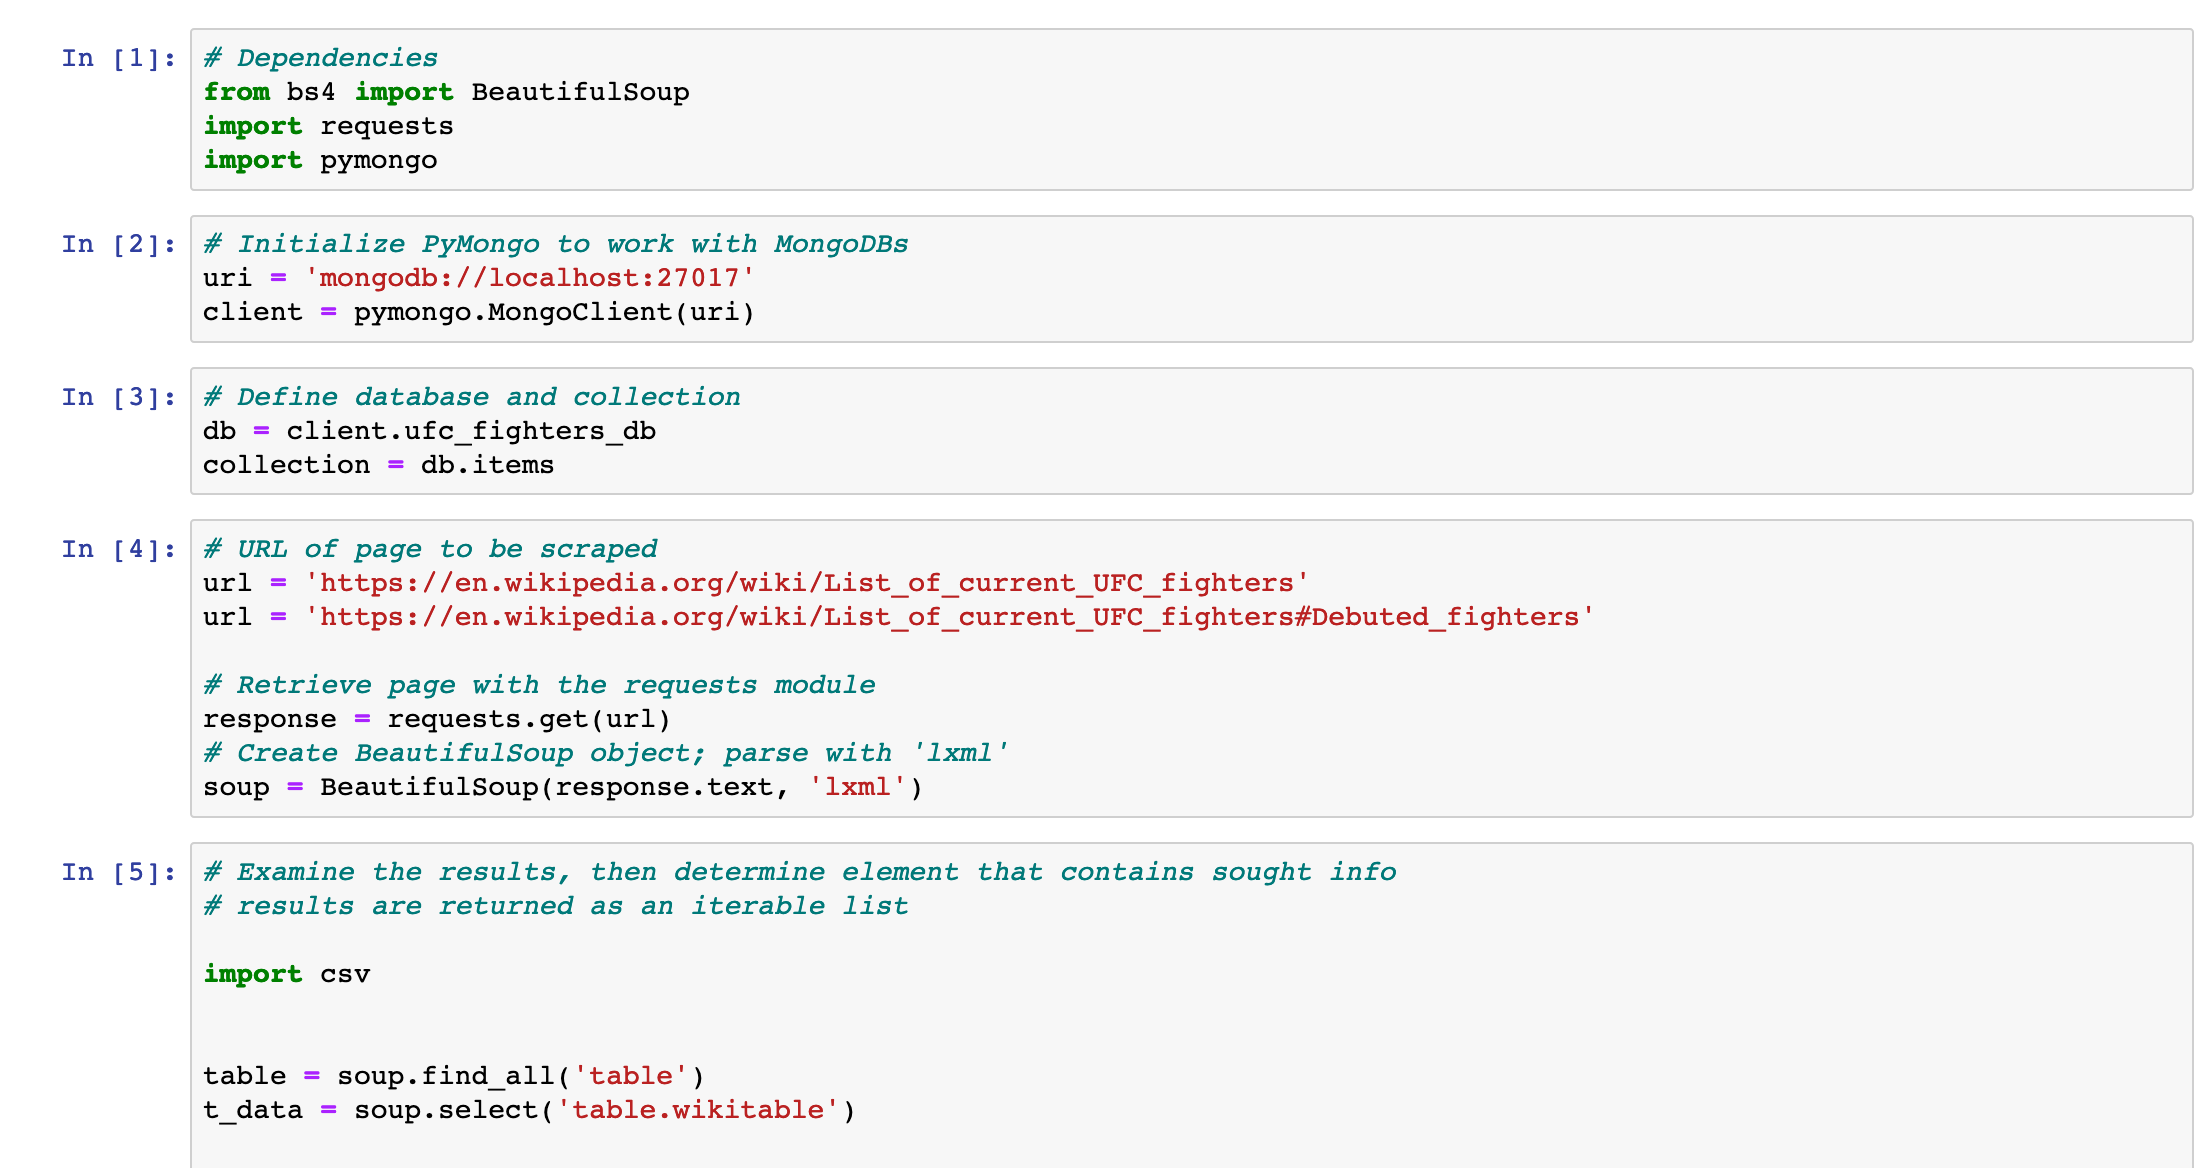 In [1]:
# Dependencies
from bs4 import BeautifulSoup
import requests
import pymongo
In [2]:
# Initialize PyMongo to work with MongoDBs
uri = 'mongodb://localhost:27017'
client = pymongo.MongoClient(uri)
In [3]:
# Define database and collection
db = client.ufc_fighters_db
collection = db.items
In [4]:
# URL of page to be scraped
url = 'https://en.wikipedia.org/wiki/List_of_current_UFC_fighters'
url = 'https://en.wikipedia.org/wiki/List_of_current_UFC_fighters#Debuted_fighters'
# Retrieve page with the requests module
response = requests.get(url)
# Create BeautifulSoup object; parse with 'lxml'
soup = BeautifulSoup(response.text, 'lxml')
In [5]:
# Examine the results, then determine element that contains sought info
# results are returned as an iterable list
import csv
table = soup.find_all('table')
t_data = soup.select('table.wikitable')